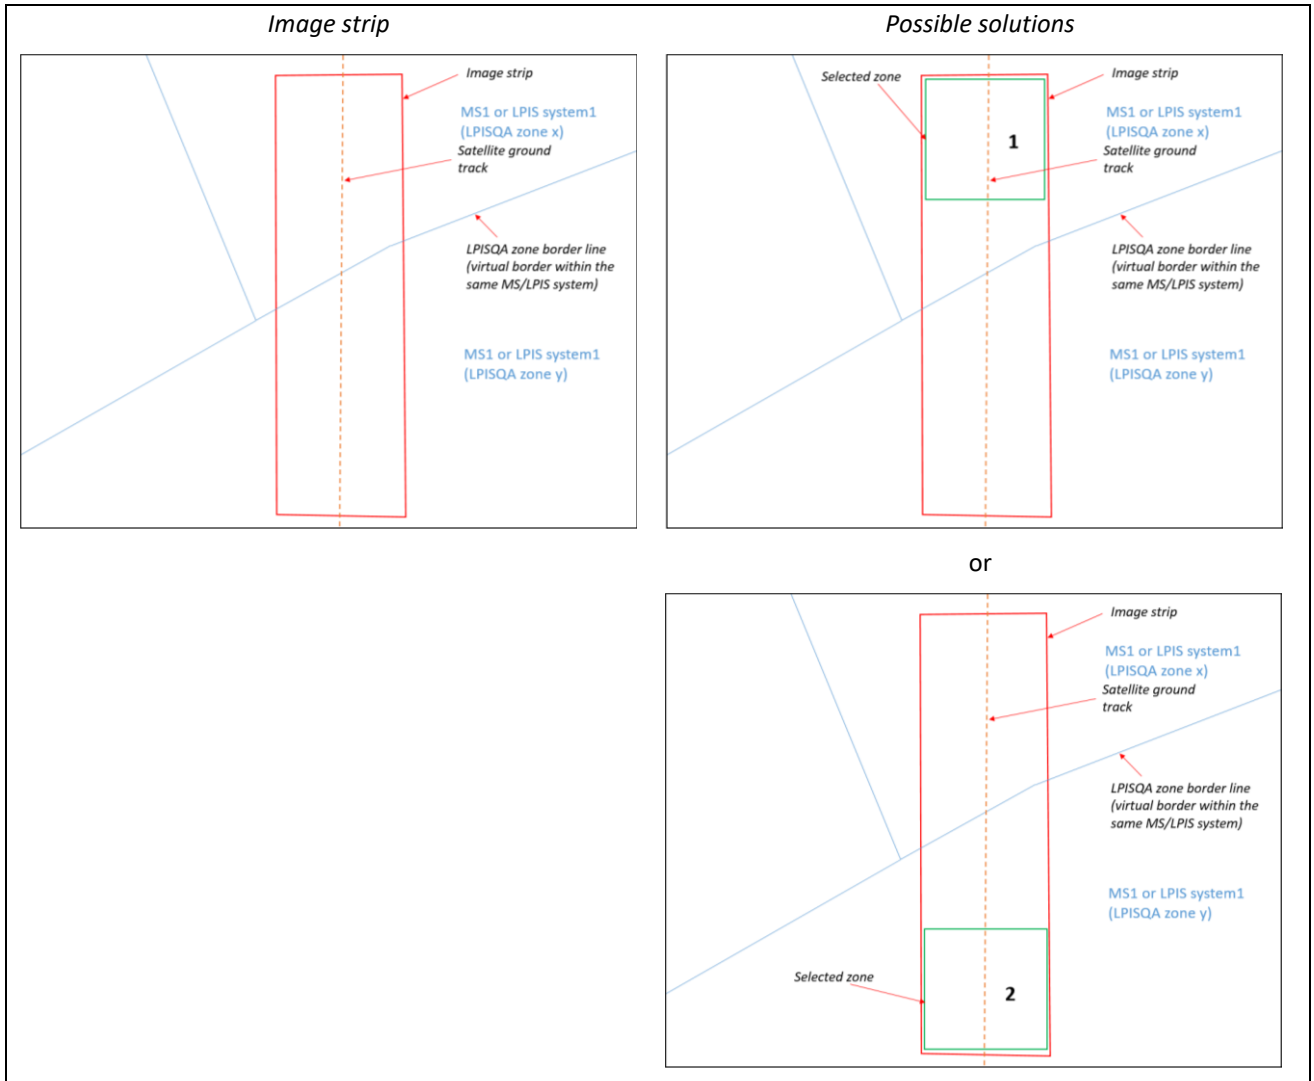 Image strip
Possible solutions
Image strip
MS1 or LPIS system1
(LPISQA zone x)
Satellite ground
track
LPISQA zone border line
(virtual border within the
same MS/LPIS system)
MS1 or LPIS system1
(LPISQA zone y)
Selected zone
Image strip
MS1 or LPIS system1
(LPISQA zone x)
1
Satellite ground
track
LPISQA zone border line
(virtual border within the
same MS/LPIS system)
MS1 or LPIS system1
(LPISQA zone y)
or
Image strip
MS1 or LPIS system1
(LPISQA zone x)
Satellite ground
track
LPISQA zone border line
(virtual border within the
same MS/LPIS system)
MS1 or LPIS system1
(LPISQA zone y)
Selected zone
2